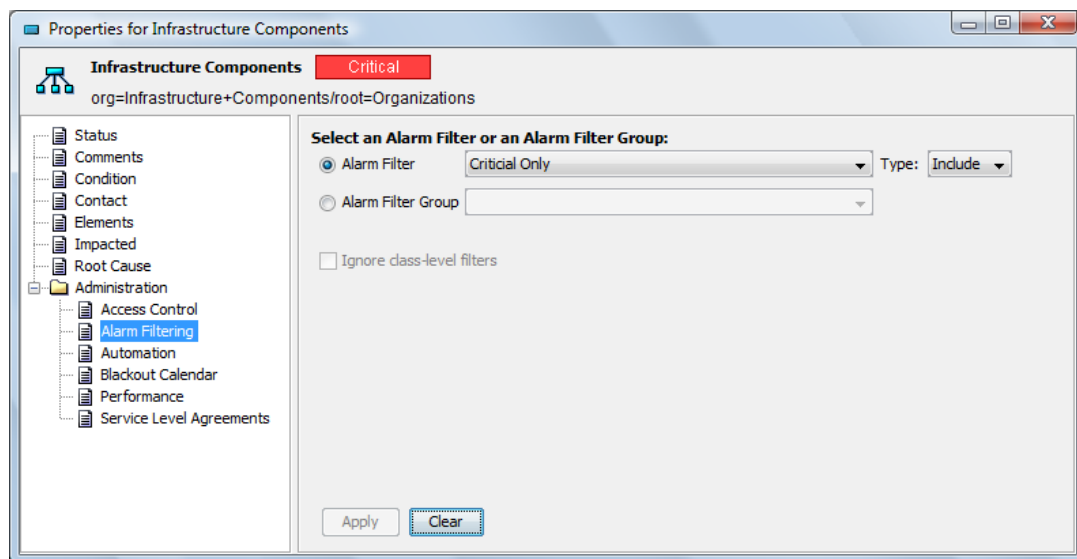 Properties for Infrastructure Components
Infrastructure Components Critical
org=Infrastructure+Components/root=Organizations
Status
Comments
Condition
Contact
Elements
Impacted
Root Cause
Administration
Access Control
Alarm Filtering
Automation
Blackout Calendar
Performance
Service Level Agreements
Select an Alarm Filter or an Alarm Filter Group:
Alarm Filter Criticial Only Type: Include
Alarm Filter Group
Ignore class-level filters
Apply Clear